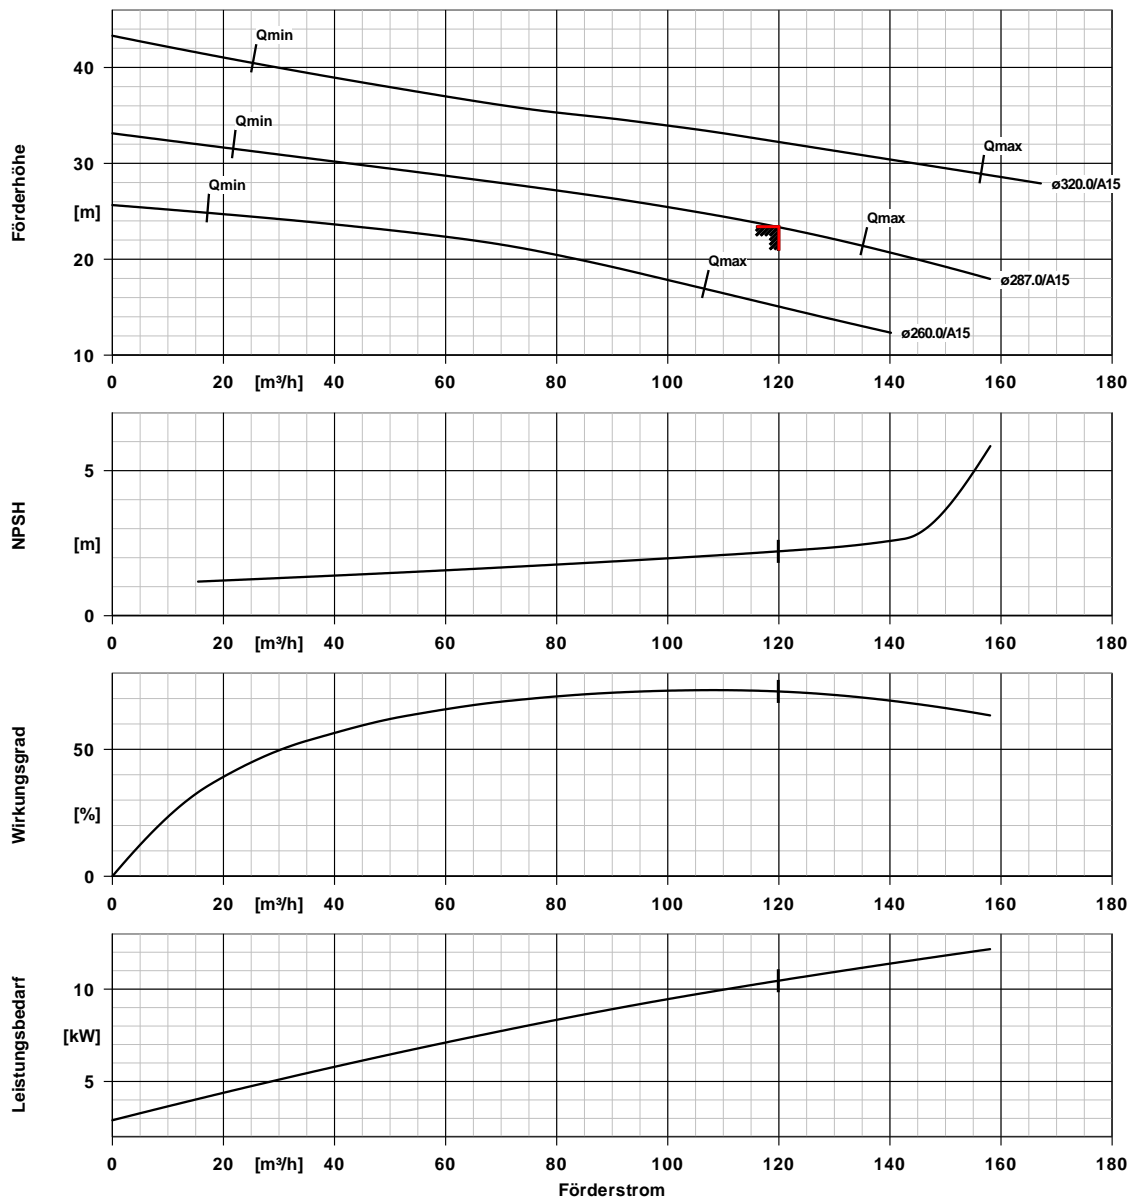 Förderhöhe
[m]
40
30
20
10
Qmin
Qmin
Qmin
Qmax
Qmax
Qmax
ø320.0/A15
ø287.0/A15
ø260.0/A15
0 20 [m³/h] 40 60 80 100 120 140 160 180
NPSH
[m]
5
0
0 20 [m³/h] 40 60 80 100 120 140 160 180
Wirkungsgrad
[%]
50
0
0 20 [m³/h] 40 60 80 100 120 140 160 180
Leistungsbedarf
[kW]
10
5
0 20 [m³/h] 40 60 80 100 120 140 160 180
Förderstrom